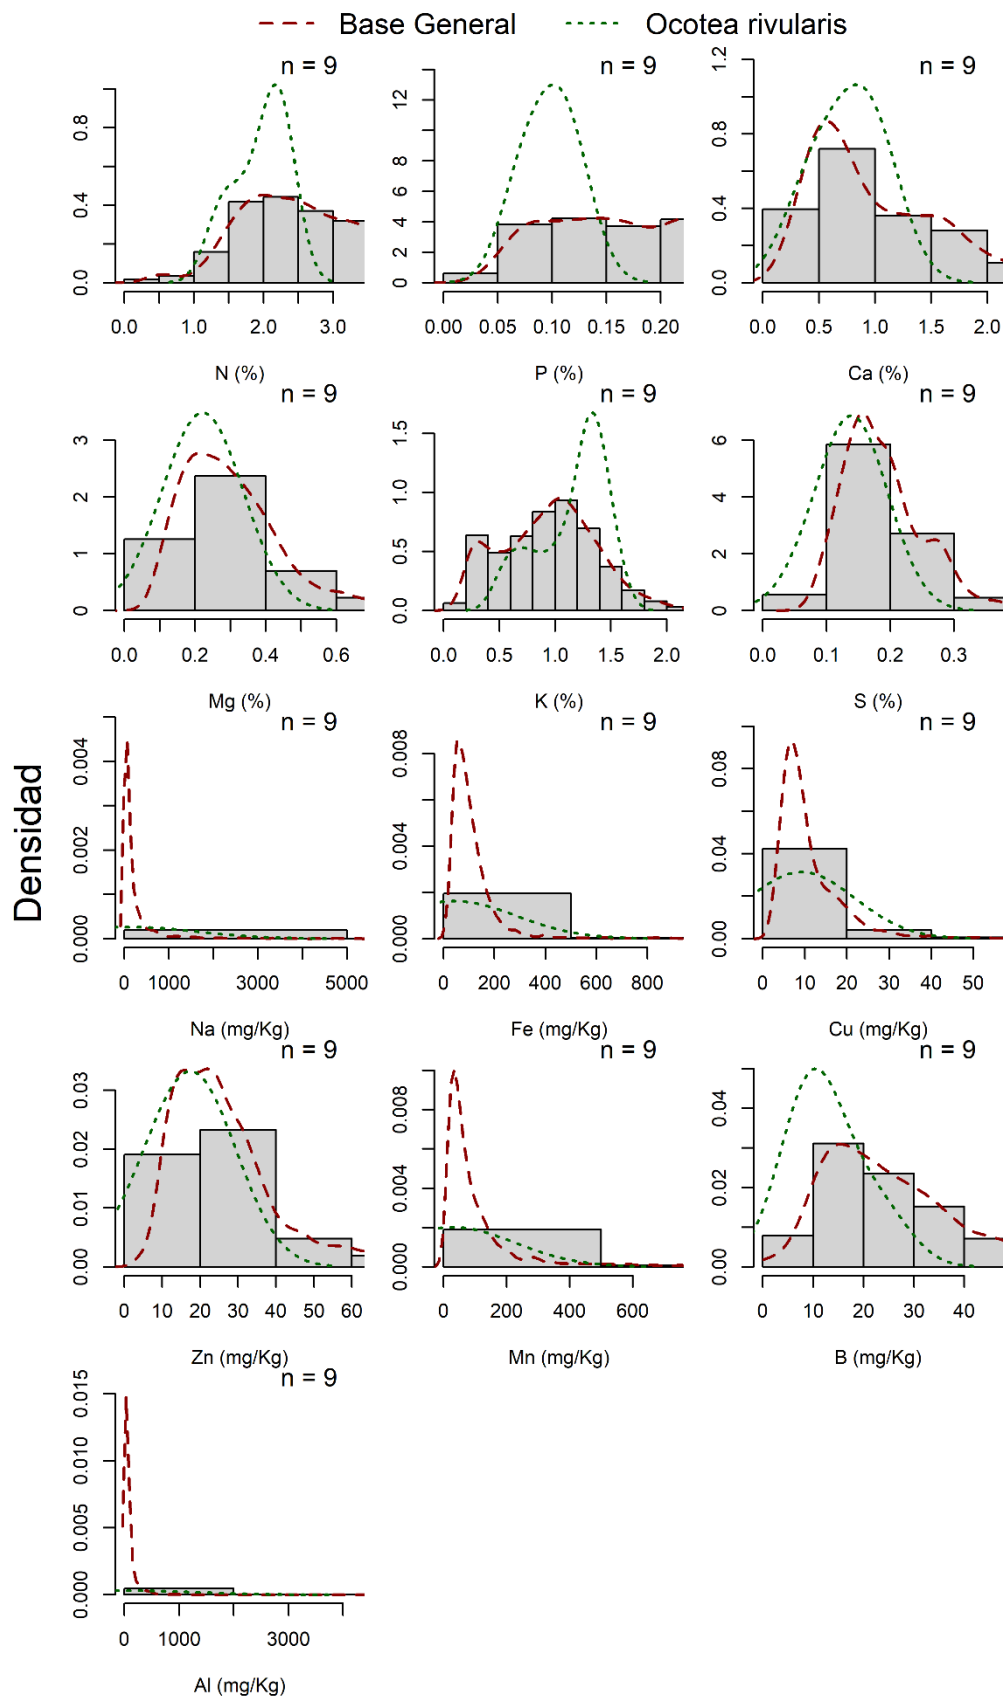 Base General Ocotea rivularis
n = 9 n = 9 n = 9
0.0 0.4 0.8
0 2 4 6 8 10 12
0.0 0.4 0.8 1.2
0.0 1.0 2.0 3.0
0.00 0.05 0.10 0.15 0.20
0.0 0.5 1.0 1.5 2.0
N (%) P (%) Ca (%)
n = 9 n = 9 n = 9
0 1 2 3
0.0 0.5 1.0 1.5
0 2 4 6
0.0 0.2 0.4 0.6
0.0 0.5 1.0 1.5 2.0
0.0 0.1 0.2 0.3
Mg (%) K (%) S (%)
n = 9 n = 9 n = 9
Densidad
0.000 0.002 0.004
0.000 0.004 0.008
0.00 0.04 0.08
0 1000 3000 5000
0 200 400 600 800
0 10 20 30 40 50
Na (mg/Kg) Fe (mg/Kg) Cu (mg/Kg)
n = 9 n = 9 n = 9
0.00 0.01 0.02 0.03
0.000 0.004 0.008
0.00 0.02 0.04
0 10 20 30 40 50 60
0 200 400 600
0 10 20 30 40
Zn (mg/Kg) Mn (mg/Kg) B (mg/Kg)
n = 9
0.000 0.005 0.010 0.015
0 1000 3000
Al (mg/Kg)